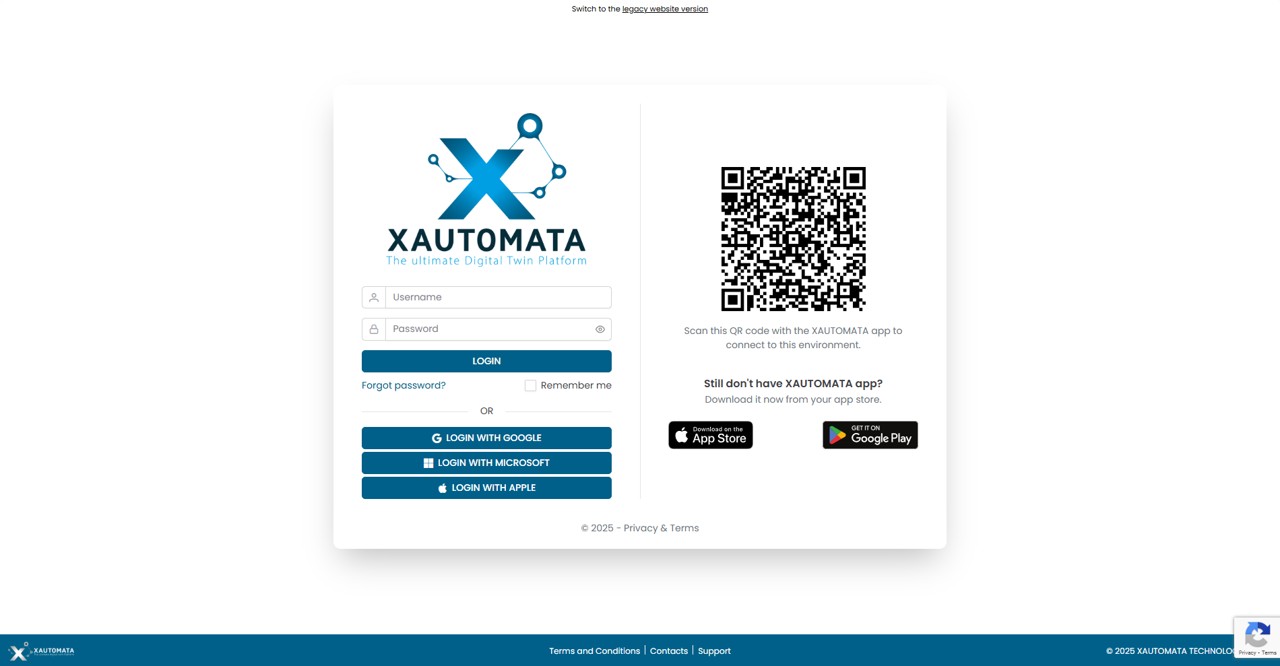 Switch to the legacy website version
XAUTOMATA
The ultimate Digital Twin Platform
Username
Password
LOGIN
Forgot password?
Remember me
OR
LOGIN WITH GOOGLE
LOGIN WITH MICROSOFT
LOGIN WITH APPLE
Scan this QR code with the XAUTOMATA app to
connect to this environment.
Still don't have XAUTOMATA app?
Download it now from your app store.
Download on the
App Store
GET IT ON
Google Play
© 2025 - Privacy & Terms
XAUTOMATA
Terms and Conditions | Contacts | Support
© 2025 XAUTOMATA
Privacy - Terms